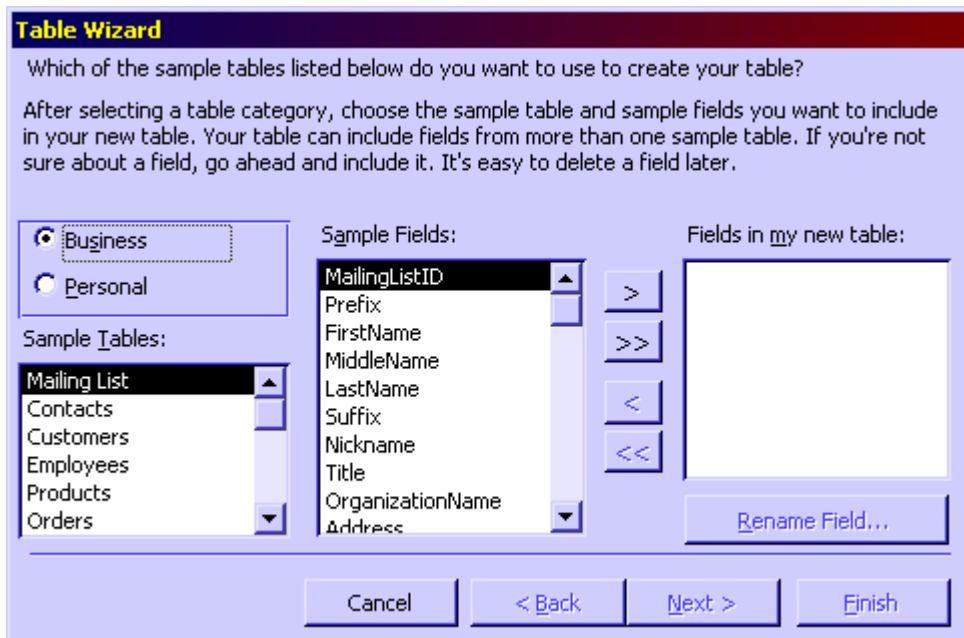 Table Wizard
Which of the sample tables listed below do you want to use to create your table?
After selecting a table category, choose the sample table and sample fields you want to include
in your new table. Your table can include fields from more than one sample table. If you're not
sure about a field, go ahead and include it. It's easy to delete a field later.
Business
Personal
Sample Tables:
Mailing List
Contacts
Customers
Employees
Products
Orders
Sample Fields:
MailingListID
Prefix
FirstName
MiddleName
LastName
Suffix
Nickname
Title
OrganizationName
Address
>
>>
<
<<
Fields in my new table:
Rename Field...
Cancel
< Back
Next >
Finish